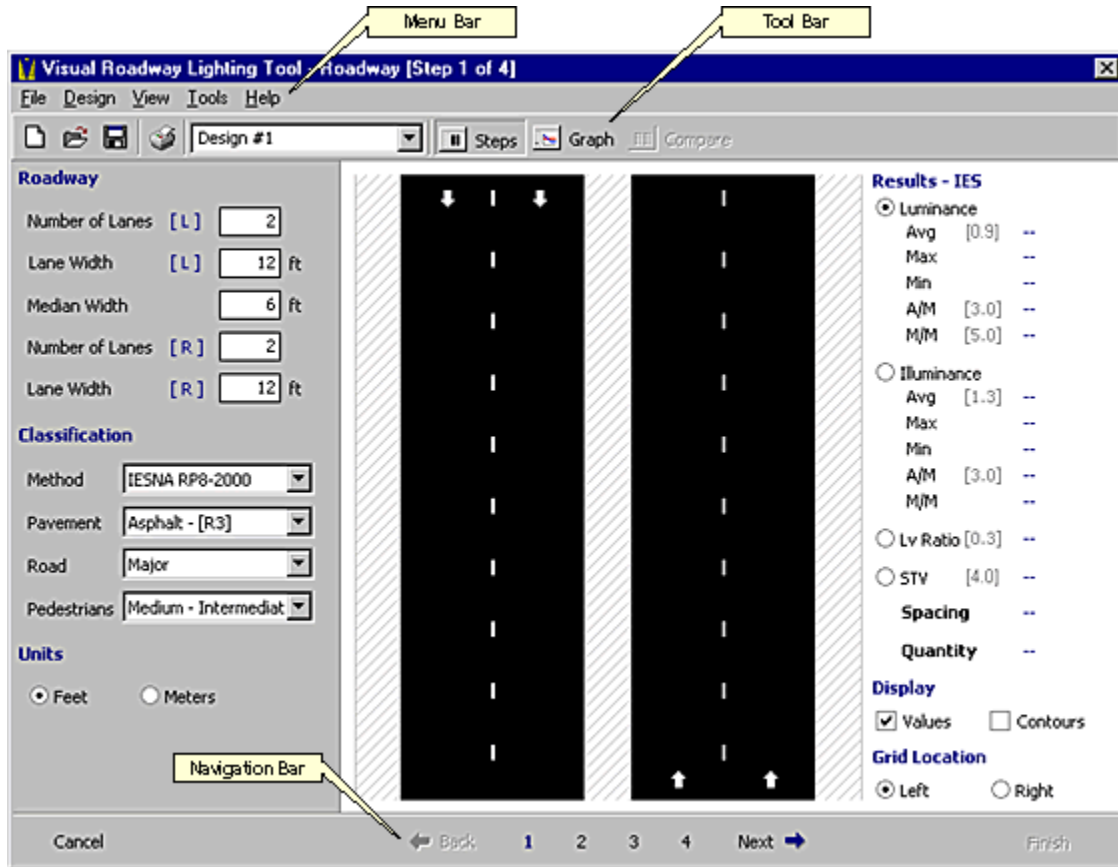 Menu Bar
Tool Bar
Visual Roadway Lighting Tool - Roadway [Step 1 of 4]
File Design View Tools Help
Design #1 Steps Graph Compare
Roadway
Number of Lanes [L] 2
Lane Width [L] 12 ft
Median Width 6 ft
Number of Lanes [R] 2
Lane Width [R] 12 ft
Classification
Method IESNA RP8-2000
Pavement Asphalt - [R3]
Road Major
Pedestrians Medium - Intermediat
Units
Feet Meters
Navigation Bar
Results - IES
Luminance
Avg [0.9] --
Max
Min
A/M [3.0] --
M/M [5.0] --
Illuminance
Avg [1.3] --
Max --
Min --
A/M [3.0] --
M/M --
Lv Ratio [0.3] --
STV [4.0] --
Spacing --
Quantity --
Display
Values Contours
Grid Location
Left Right
Cancel Back 1 2 3 4 Next Finish